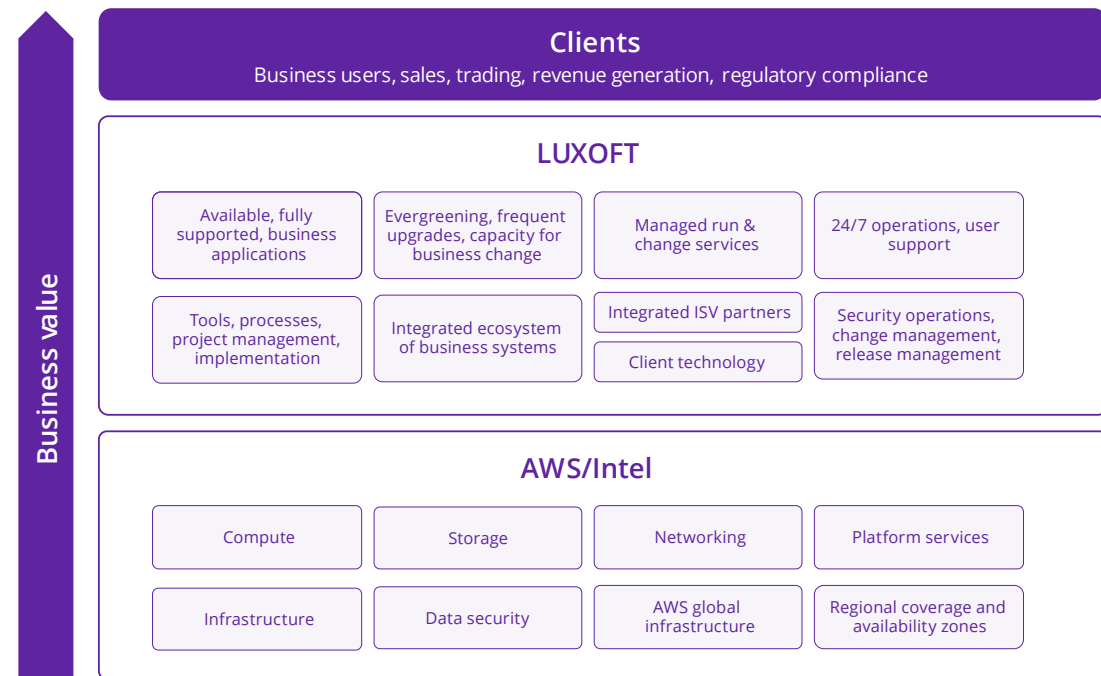 Clients
Business users, sales, trading, revenue generation, regulatory compliance
Business value
LUXOFT
Available, fully
supported, business
applications
Evergreening, frequent
upgrades, capacity for
business change
Managed run &
change services
24/7 operations, user
support
Tools, processes,
project management,
implementation
Integrated ecosystem
of business systems
Integrated ISV partners
Client technology
Security operations,
change management,
release management
AWS/Intel
Compute
Storage
Networking
Platform services
Infrastructure
Data security
AWS global
infrastructure
Regional coverage and
availability zones